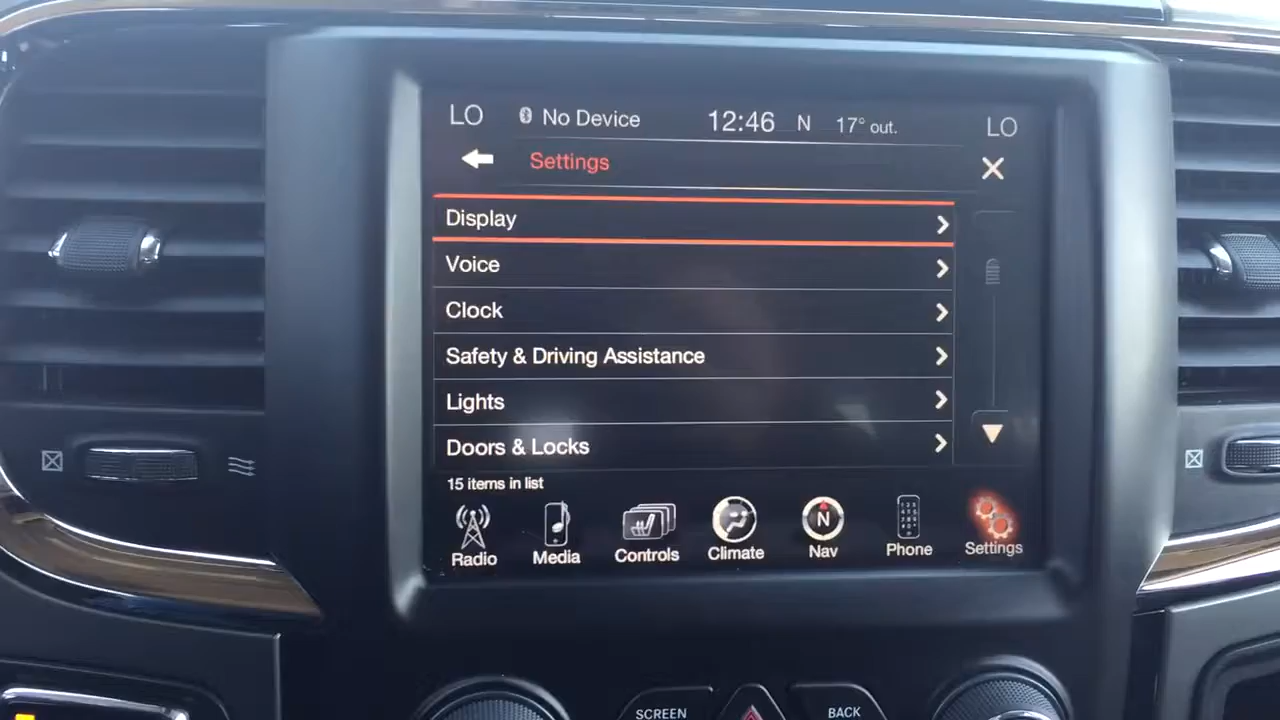 LO No Device 12:46 N 17° out. LO
Settings
Display
Voice
Clock
Safety & Driving Assistance
Lights
Doors & Locks
15 items in list
Radio Media Controls Climate N Nav Phone Settings
SCREEN BACK